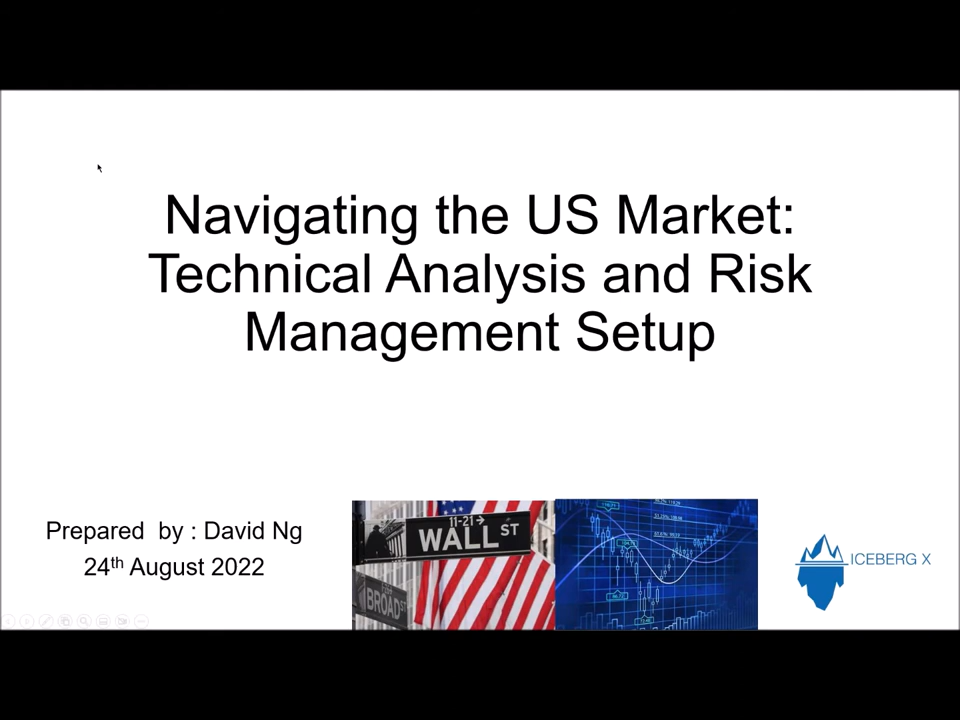 Navigating the US Market:
Technical Analysis and Risk
Management Setup
Prepared by : David Ng
24th August 2022
11-21
WALL ST
BROAD ST
ICEBERG X